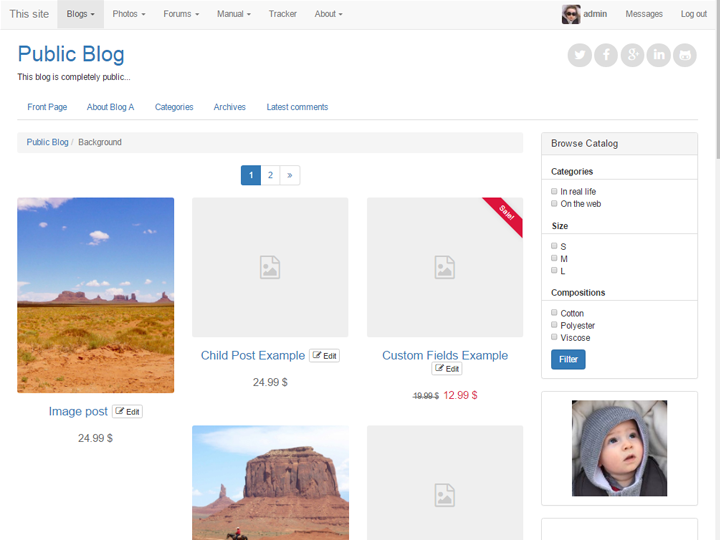 This site Blogs Photos Forums Manual Tracker About admin Messages Log out
Public Blog
This blog is completely public...
Front Page About Blog A Categories Archives Latest comments
Public Blog / Background
1 2 »
Sale!
Child Post Example Edit
24.99 $
Custom Fields Example
Edit
19.99 $ 12.99 $
Image post Edit
24.99 $
Browse Catalog
Categories
In real life
On the web
Size
S
M
L
Compositions
Cotton
Polyester
Viscose
Filter